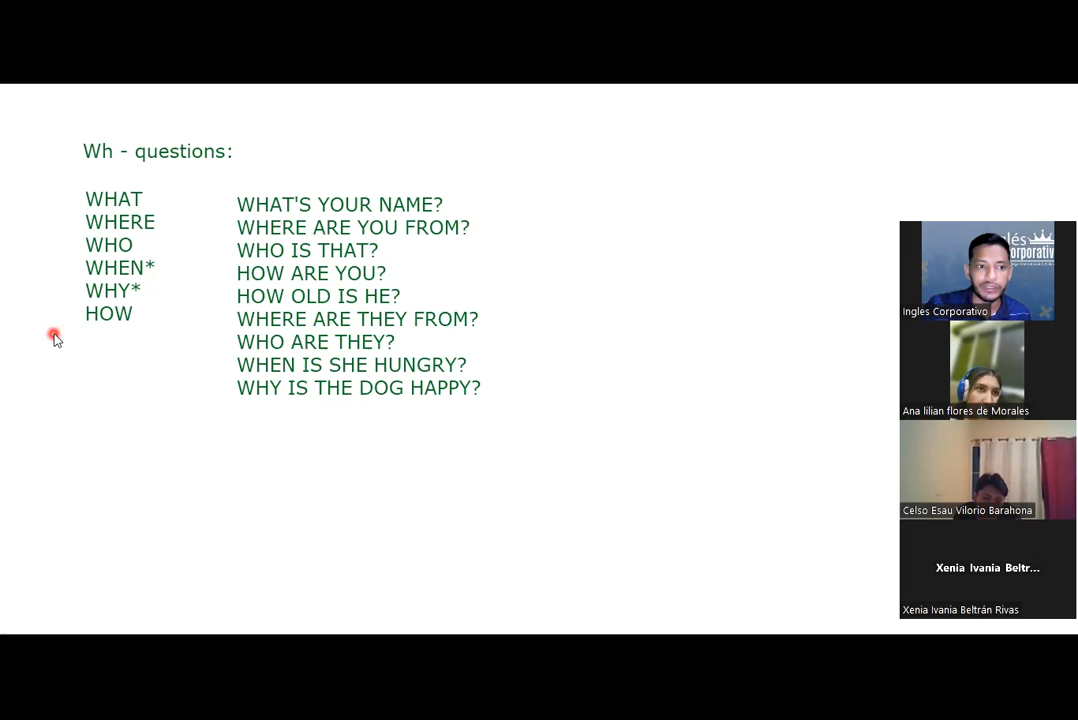 Wh - questions:
WHAT
WHERE
WHO
WHEN*
WHY*
HOW
WHAT'S YOUR NAME?
WHERE ARE YOU FROM?
WHO IS THAT?
HOW ARE YOU?
HOW OLD IS HE?
WHERE ARE THEY FROM?
WHO ARE THEY?
WHEN IS SHE HUNGRY?
WHY IS THE DOG HAPPY?
Ingles Corporativo
Ana lilian flores de Morales
Celso Esau Vilorio Barahona
Xenia Ivania Beltr...
Xenia Ivania Beltrán Rivas